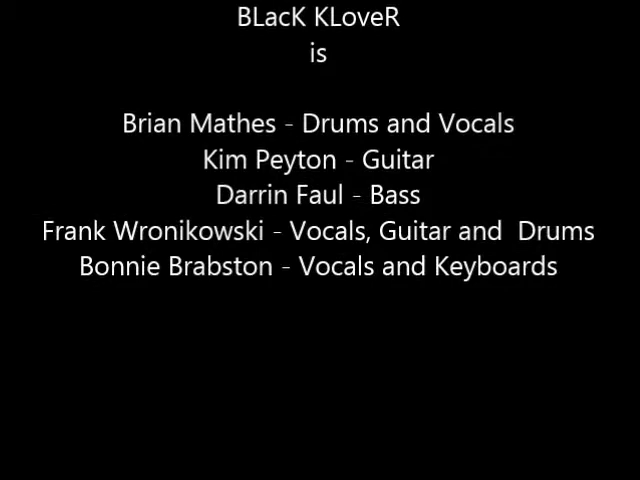 BLacK KLoveR
is
Brian Mathes - Drums and Vocals
Kim Peyton - Guitar
Darrin Faul - Bass
Frank Wronikowski - Vocals, Guitar and  Drums
Bonnie Brabston - Vocals and Keyboards